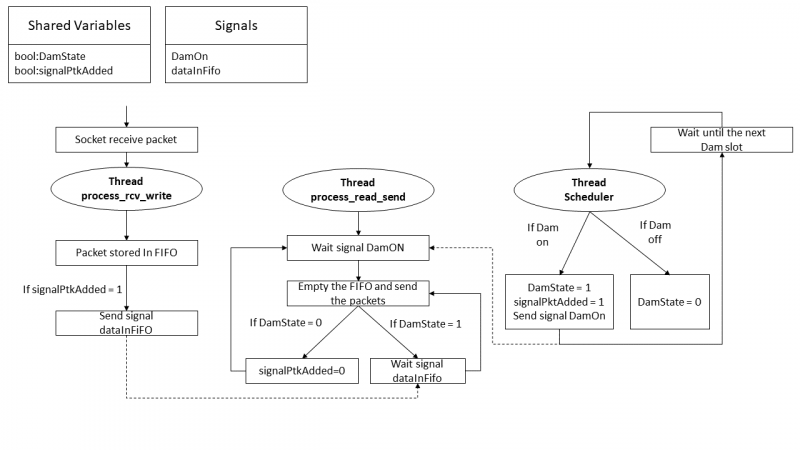 Shared Variables
bool:DamState
bool:signalPtkAdded
Signals
DamOn
dataInFifo
Socket receive packet
Thread
process_rcv_write
Packet stored In FIFO
If signalPtkAdded = 1
Send signal
dataInFiFO
Thread
process_read_send
Wait signal DamON
Empty the FIFO and send
the packets
If DamState = 0
If DamState = 1
signalPtkAdded=0
Wait signal
dataInFifo
Wait until the next
Dam slot
Thread
Scheduler
If Dam
on
If Dam
off
DamState = 1
signalPktAdded = 1
Send signal DamOn
DamState = 0